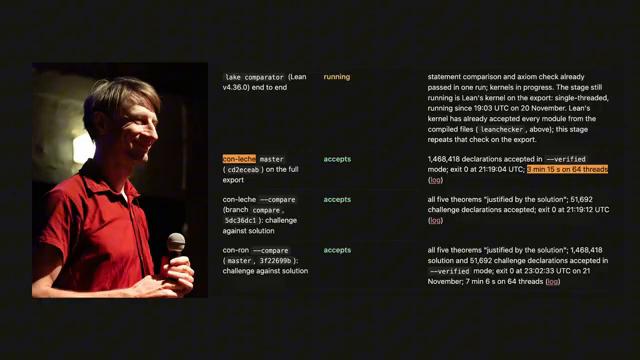 lake comparator (Lean
v4.36.0) end to end
running
statement comparison and axiom check already
passed in one run; kernels in progress. The stage still
running is Lean's kernel on the export: single-threaded,
running since 19:03 UTC on 20 November. Lean's
kernel has already accepted every module from the
compiled files ( leanchecker , above); this stage
repeats that check on the export.
con-leche master
( cd2eceab ) on the full
export
accepts
1,468,418 declarations accepted in --verified
mode; exit 0 at 21:19:04 UTC; 3 min 15 s on 64 threads
(log)
con-leche --compare
(branch compare ,
5dc36dc1 ): challenge
against solution
accepts
all five theorems "justified by the solution"; 51,692
challenge declarations accepted; exit 0 at 21:19:12 UTC
(log)
con-ron --compare
( master , 3f22699b ):
challenge against solution
accepts
all five theorems "justified by the solution"; 1,468,418
solution and 51,692 challenge declarations accepted in
--verified mode; exit 0 at 23:02:33 UTC on 21
November; 7 min 6 s on 64 threads (log)